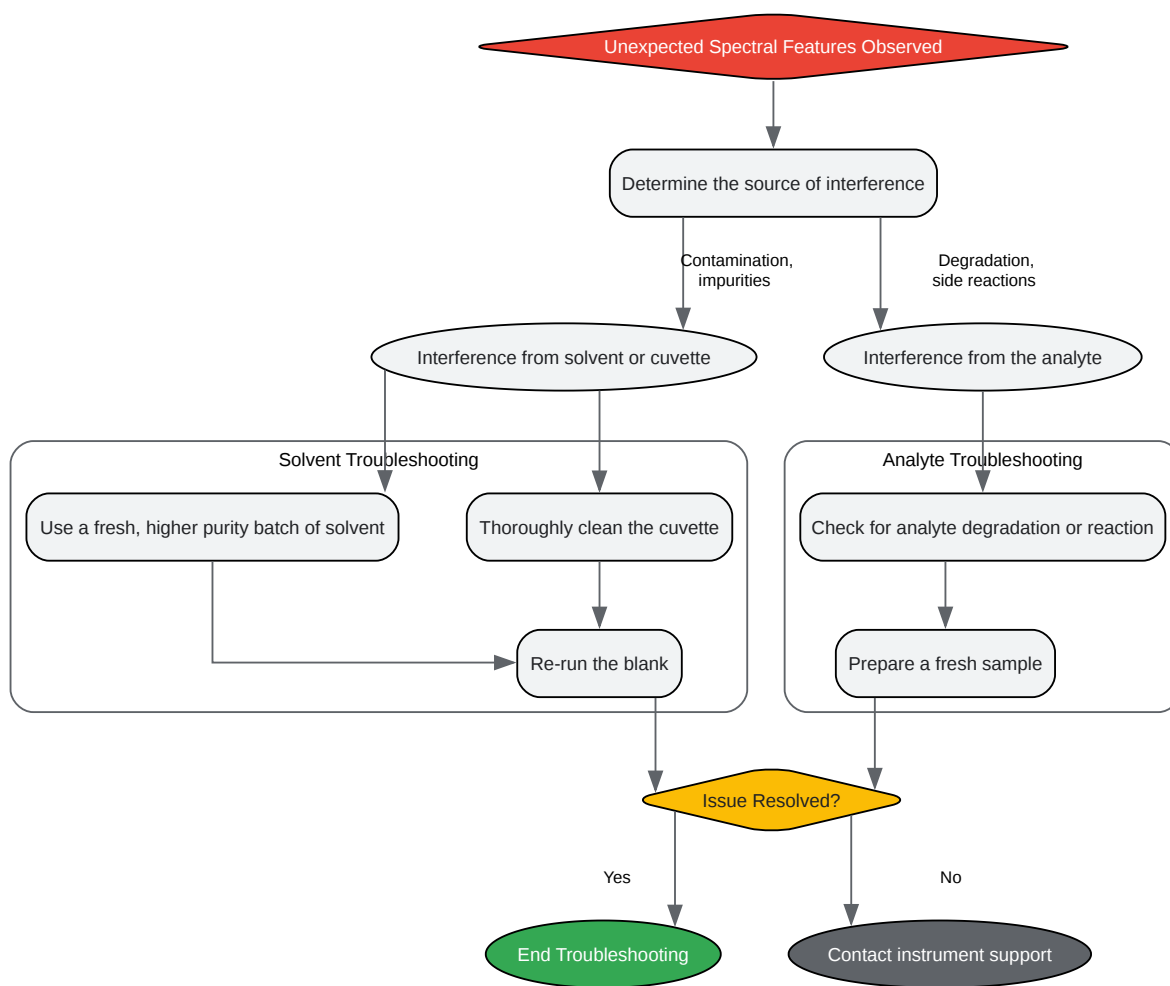 Unexpected Spectral Features Observed
Determine the source of interference
Contamination,
impurities
Degradation,
side reactions
Interference from solvent or cuvette
Interference from the analyte
Solvent Troubleshooting
Analyte Troubleshooting
Use a fresh, higher purity batch of solvent
Thoroughly clean the cuvette
Check for analyte degradation or reaction
Re-run the blank
Prepare a fresh sample
Issue Resolved?
Yes
No
End Troubleshooting
Contact instrument support